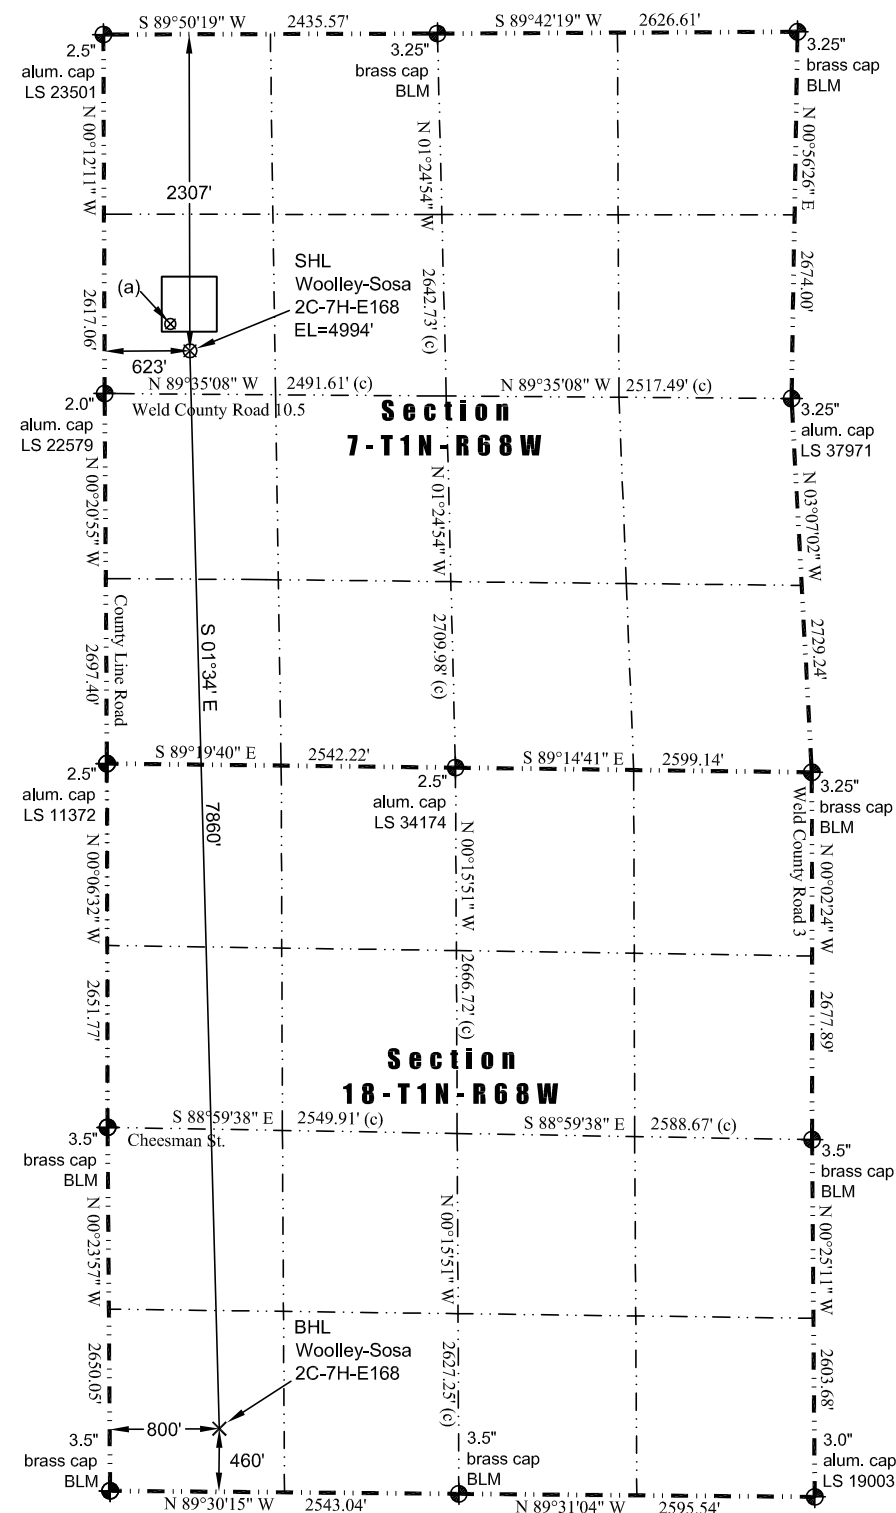 S 89°50'19" W 2435.57'
S 89°42'19" W 2626.61'
2.5"
alum. cap
LS 23501
3.25"
brass cap
BLM
3.25"
brass cap
BLM
N 00°12'11" W
2617.06'
N 01°24'54" W
2642.73' (c)
N 00°56'26" E
2674.00'
2307'
(a)
SHL
Woolley-Sosa
2C-7H-E168
EL=4994'
623'
N 89°35'08" W 2491.61' (c)
N 89°35'08" W 2517.49' (c)
Weld County Road 10.5
2.0"
alum. cap
LS 22579
Section
7-T1N-R68W
3.25"
alum. cap
LS 37971
N 00°20'55" W
2697.40'
County Line Road
S 01°34' E
7860'
N 01°24'54" W
2709.98' (c)
N 03°07'02" W
2729.24'
S 89°19'40" E 2542.22'
S 89°14'41" E 2599.14'
2.5"
alum. cap
LS 11372
2.5"
alum. cap
LS 34174
3.25"
brass cap
BLM
Weld County Road 3
N 00°06'32" W
2651.77'
N 00°15'51" W
2666.72' (c)
N 00°02'24" W
2677.89'
Section
18-T1N-R68W
S 88°59'38" E 2549.91' (c)
S 88°59'38" E 2588.67' (c)
Cheesman St.
3.5"
brass cap
BLM
3.5"
brass cap
BLM
N 00°23'57" W
2650.05'
N 00°15'51" W
2627.25' (c)
N 00°25'11" W
2603.68'
BHL
Woolley-Sosa
2C-7H-E168
800'
460'
3.5"
brass cap
BLM
3.5"
brass cap
BLM
3.0"
alum. cap
LS 19003
N 89°30'15" W 2543.04'
N 89°31'04" W 2595.54'